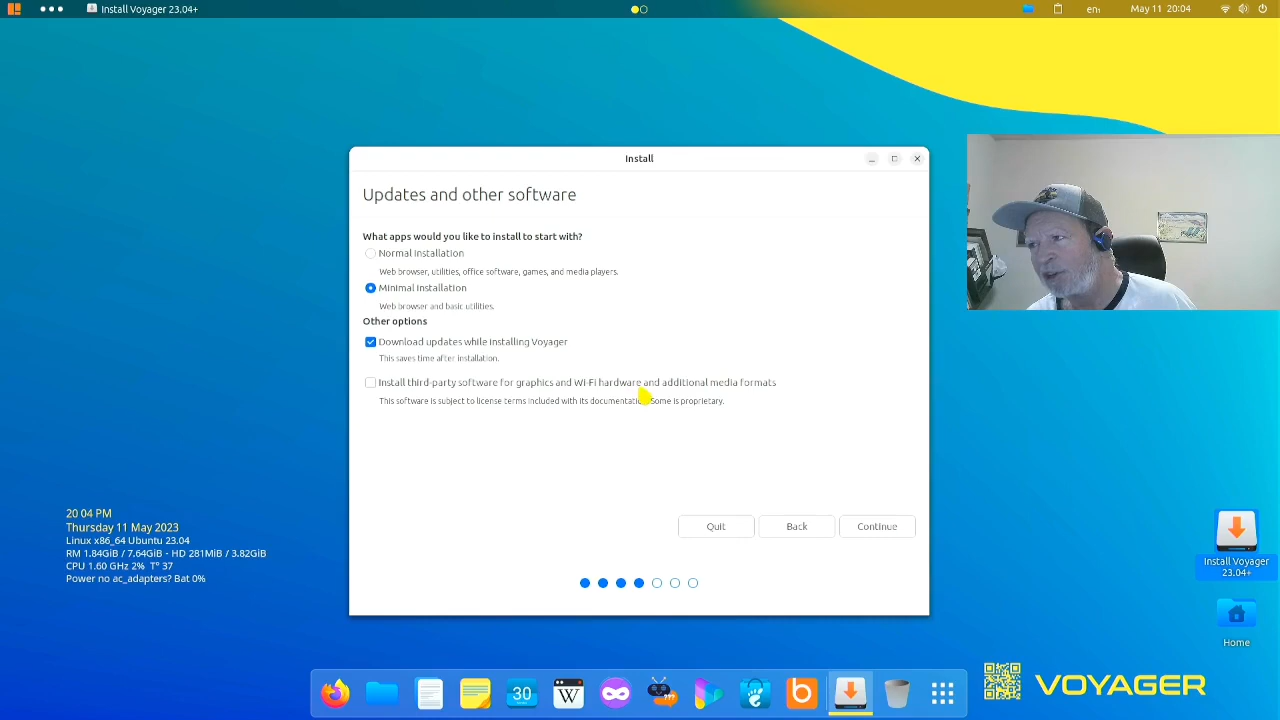 Install Voyager 23.04+
en₁
May 11 20:04
Install
Updates and other software
What apps would you like to install to start with?
Normal installation
Web browser, utilities, office software, games, and media players.
Minimal installation
Web browser and basic utilities.
Other options
Download updates while installing Voyager
This saves time after installation.
Install third-party software for graphics and Wi-Fi hardware and additional media formats
This software is subject to license terms included with its documentation. Some is proprietary.
Quit
Back
Continue
20 04 PM
Thursday 11 May 2023
Linux x86_64 Ubuntu 23.04
RM 1.84GiB / 7.64GiB - HD 281MiB / 3.82GiB
CPU 1.60 GHz 2% T° 37
Power no ac_adapters? Bat 0%
Install Voyager
23.04+
Home
30
W
b
VOYAGER